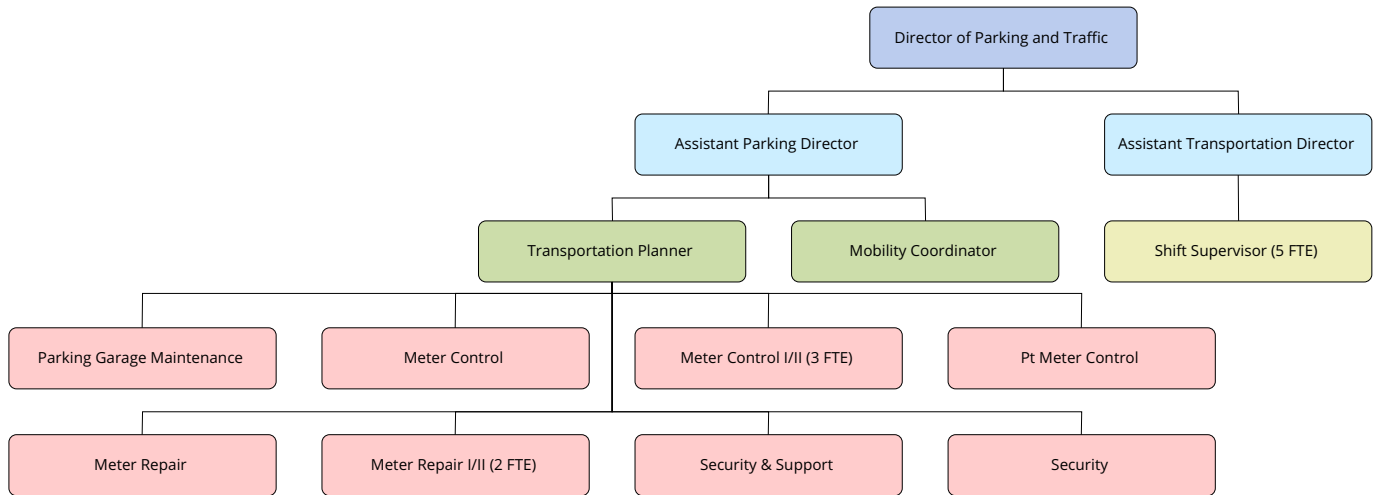 Director of Parking and Traffic
Assistant Parking Director
Assistant Transportation Director
Transportation Planner
Mobility Coordinator
Shift Supervisor (5 FTE)
Parking Garage Maintenance
Meter Control
Meter Control I/II (3 FTE)
Pt Meter Control
Meter Repair
Meter Repair I/II (2 FTE)
Security & Support
Security